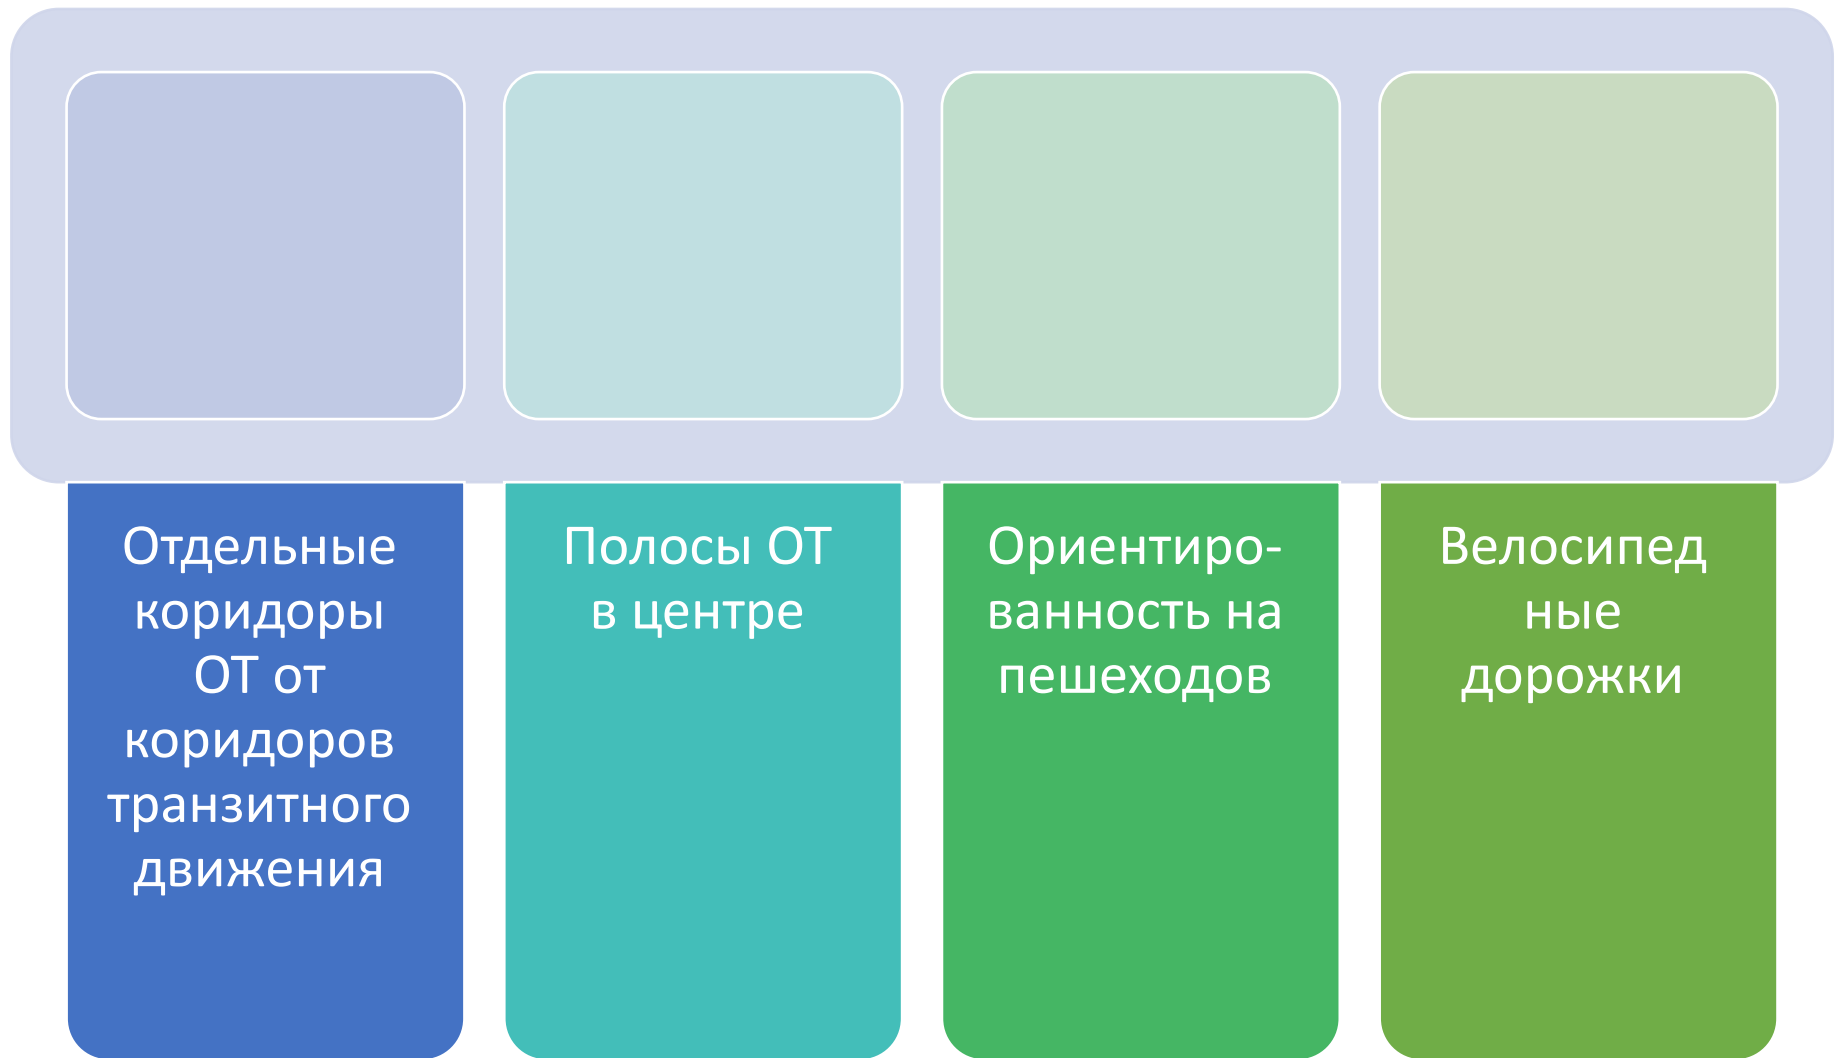 Отдельные
коридоры
ОТ от
коридоров
транзитного
движения
Полосы ОТ
в центре
Ориентиро-
ванность на
пешеходов
Велосипед
ные
дорожки